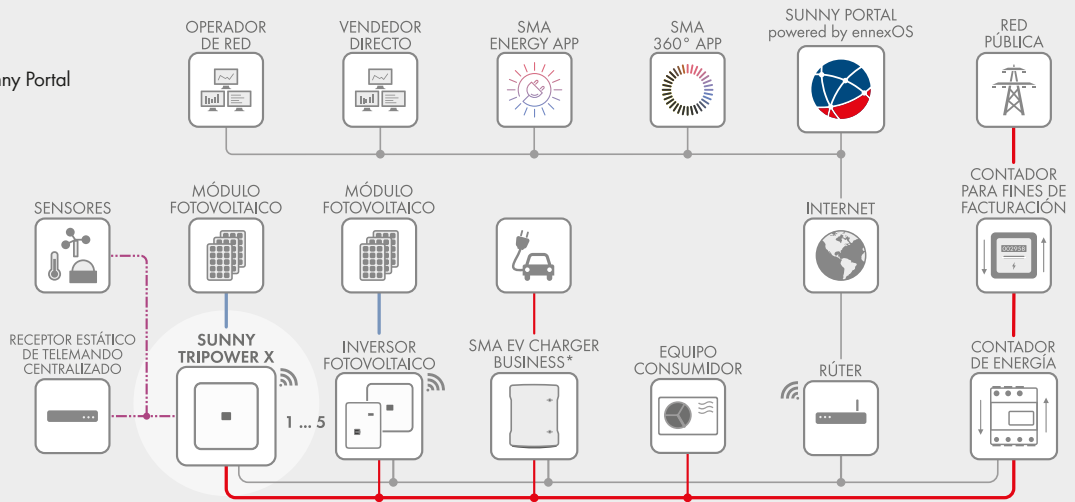 OPERADOR
DE RED
VENDEDOR
DIRECTO
SMA
ENERGY APP
SMA
360° APP
SUNNY PORTAL
powered by ennexOS
RED
PÚBLICA
ny Portal
SENSORES
MÓDULO
FOTOVOLTAICO
MÓDULO
FOTOVOLTAICO
INTERNET
CONTADOR
PARA FINES DE
FACTURACIÓN
002958
RECEPTOR ESTÁTICO
DE TELEMANDO
CENTRALIZADO
SUNNY
TRIPOWER X
1 ... 5
INVERSOR
FOTOVOLTAICO
SMA EV CHARGER
BUSINESS*
EQUIPO
CONSUMIDOR
RÚTER
CONTADOR
DE ENERGÍA